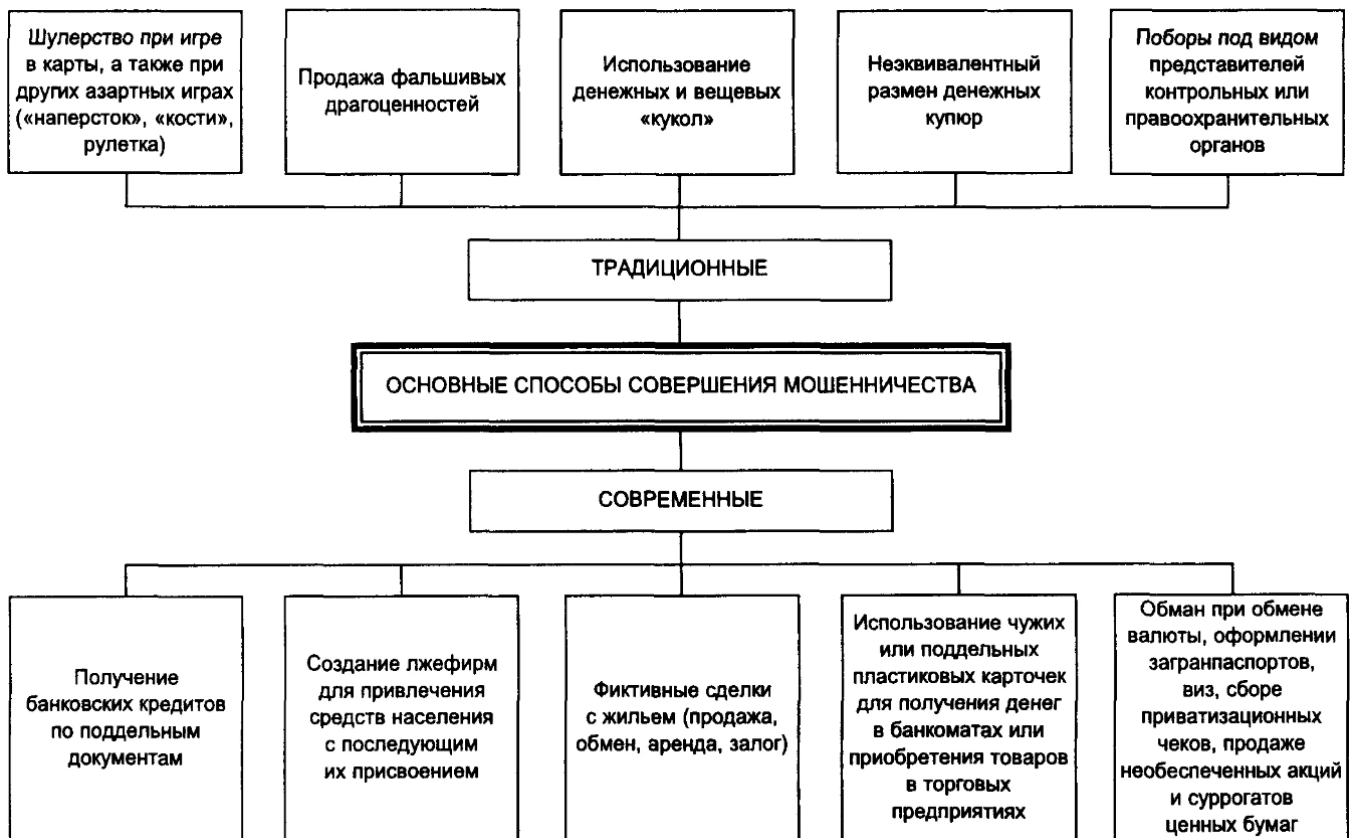 Шулерство при игре
в карты, а также при
других азартных играх
(«наперсток», «кости»,
рулетка)
Продажа фальшивых
драгоценностей
Использование
денежных и вещевых
«кукол»
Неэквивалентный
размен денежных
купюр
Поборы под видом
представителей
контрольных или
правоохранительных
органов
ТРАДИЦИОННЫЕ
ОСНОВНЫЕ СПОСОБЫ СОВЕРШЕНИЯ МОШЕННИЧЕСТВА
СОВРЕМЕННЫЕ
Получение
банковских кредитов
по поддельным
документам
Создание лжефирм
для привлечения
средств населения
с последующим
их присвоением
Фиктивные сделки
с жильем (продажа,
обмен, аренда, залог)
Использование чужих
или поддельных
пластиковых карточек
для получения денег
в банкоматах или
приобретения товаров
в торговых
предприятиях
Обман при обмене
валюты, оформлении
загранпаспортов,
виз, сборе
приватизационных
чеков, продаже
необеспеченных акций
и суррогатов
ценных бумаг